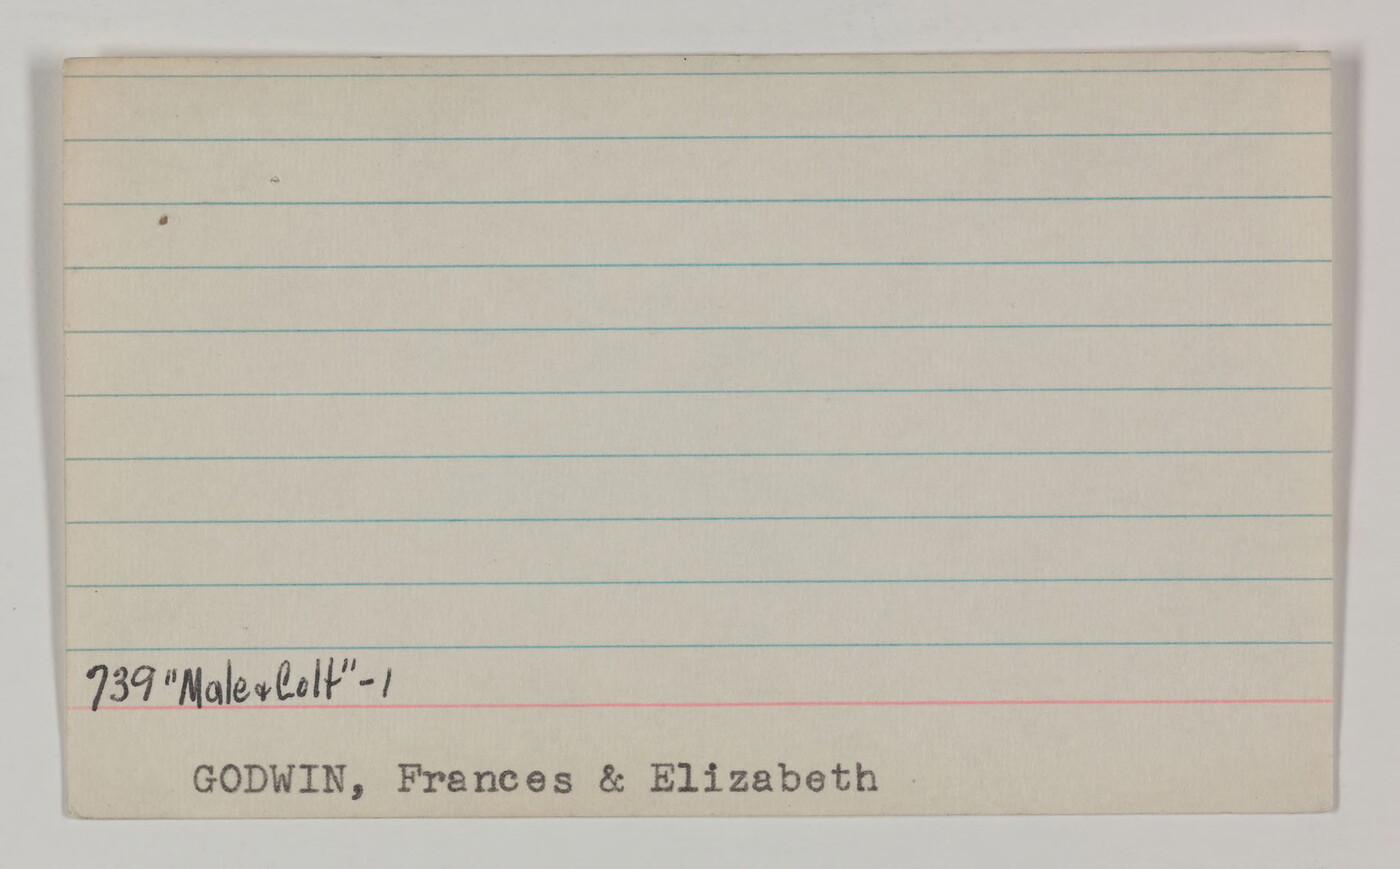 739 "Male & Colt" - 1
GODWIN, Frances & Elizabeth